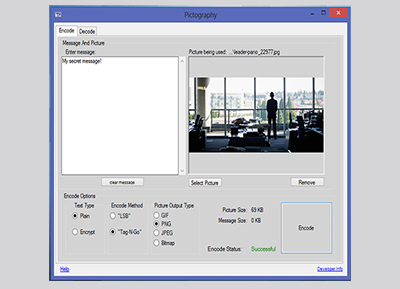 Pictography
Encode Decode
Message And Picture
Enter message:
Picture being used: ...\leader-pano_22977.jpg
My secret message!
clear message
Select Picture
Remove
Encode Options
Text Type
Plain
Encrypt
Encode Method
"LSB"
"Tag-N-Go"
Picture Output Type
GIF
PNG
JPEG
Bitmap
Picture Size: 69 KB
Message Size: 0 KB
Encode Status: Successful
Encode
Help
Developer Info